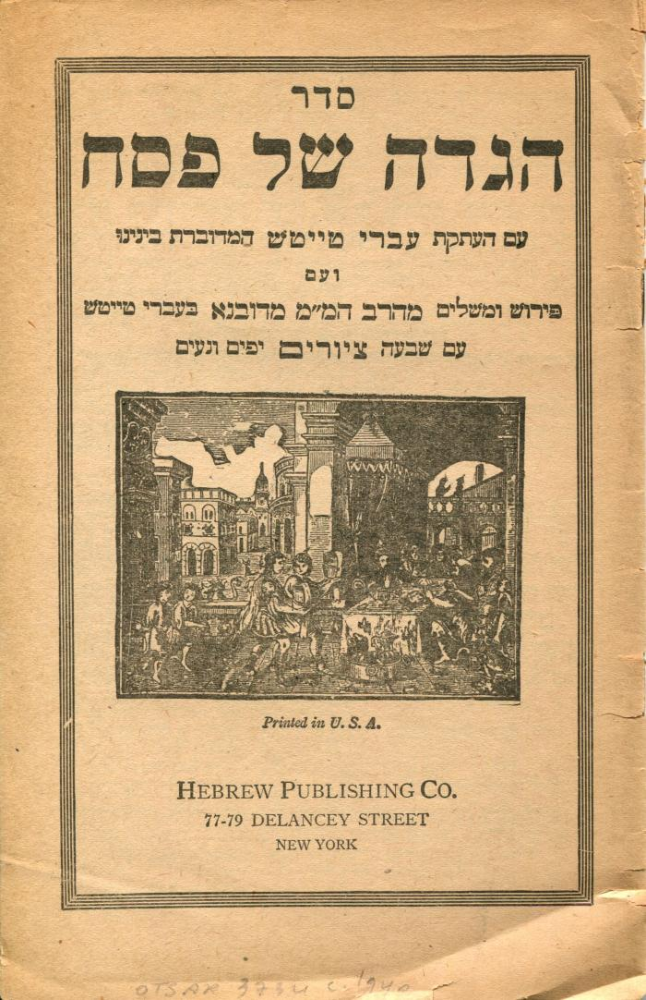 סדר
הגדה של פסח
עם העתקת עברי טייטש המדוברת בינינו
ועם
פירוש ומשלים מהרב המ״מ מדובנא בעברי טייטש
עם שבעה ציורים יפים ונעים
Printed in U. S. A.
HEBREW PUBLISHING CO.
77-79 DELANCEY STREET
NEW YORK
OTSAR 3734 c. 1940